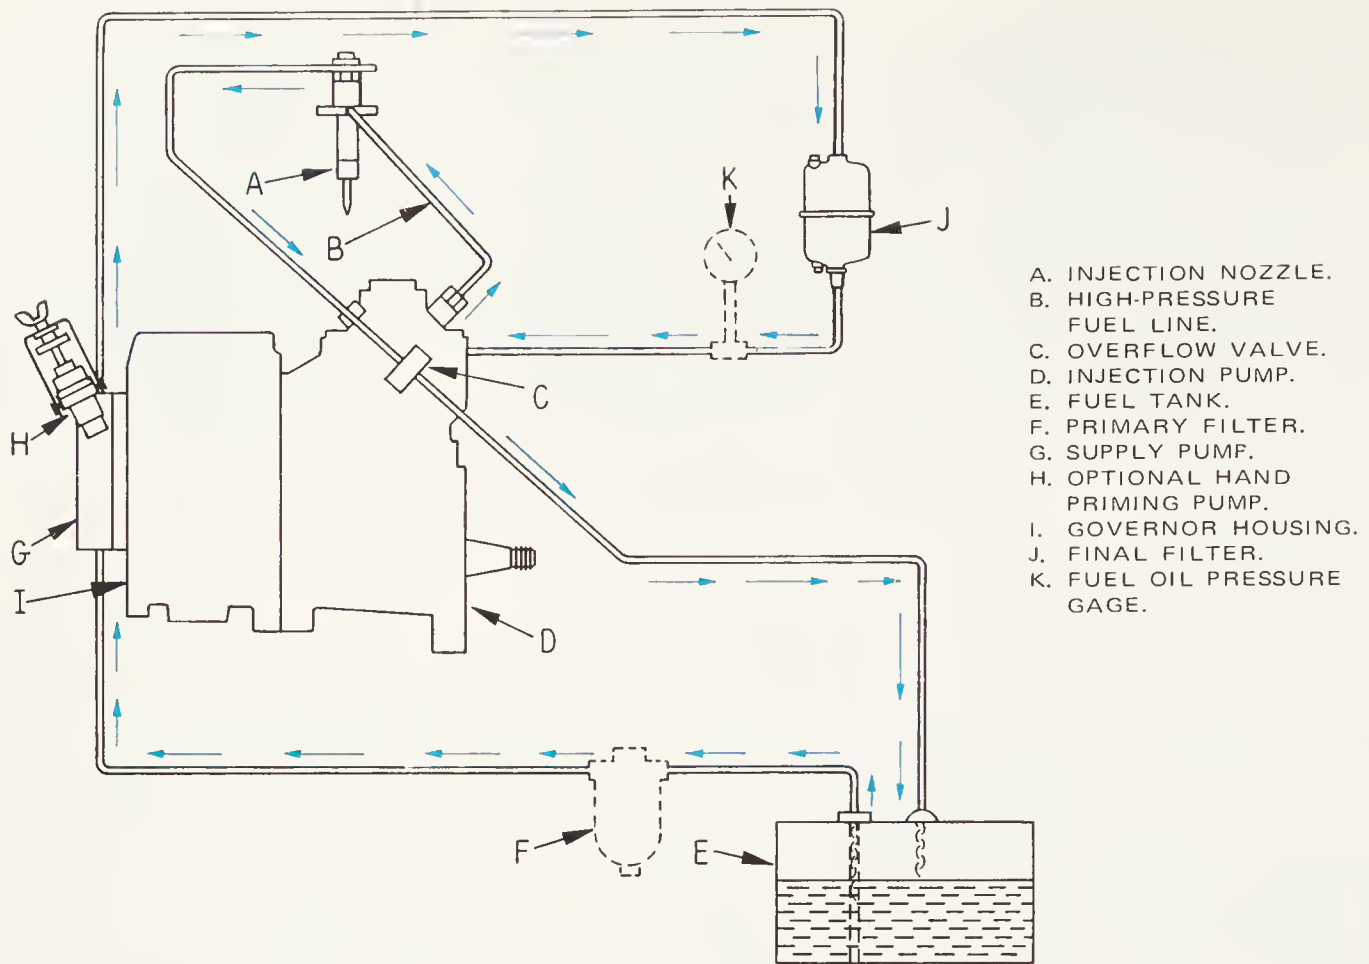 A
B
K
J
C
H
G
I
D
F
E
A. INJECTION NOZZLE.
B. HIGH-PRESSURE
FUEL LINE.
C. OVERFLOW VALVE.
D. INJECTION PUMP.
E. FUEL TANK.
F. PRIMARY FILTER.
G. SUPPLY PUMP.
H. OPTIONAL HAND
PRIMING PUMP.
I. GOVERNOR HOUSING.
J. FINAL FILTER.
K. FUEL OIL PRESSURE
GAGE.